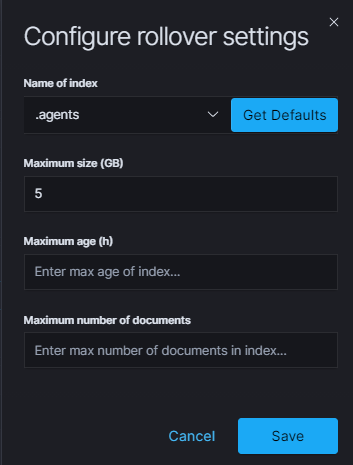 Configure rollover settings
Name of index
.agents
Get Defaults
Maximum size (GB)
5
Maximum age (h)
Enter max age of index...
Maximum number of documents
Enter max number of documents in index...
Cancel
Save